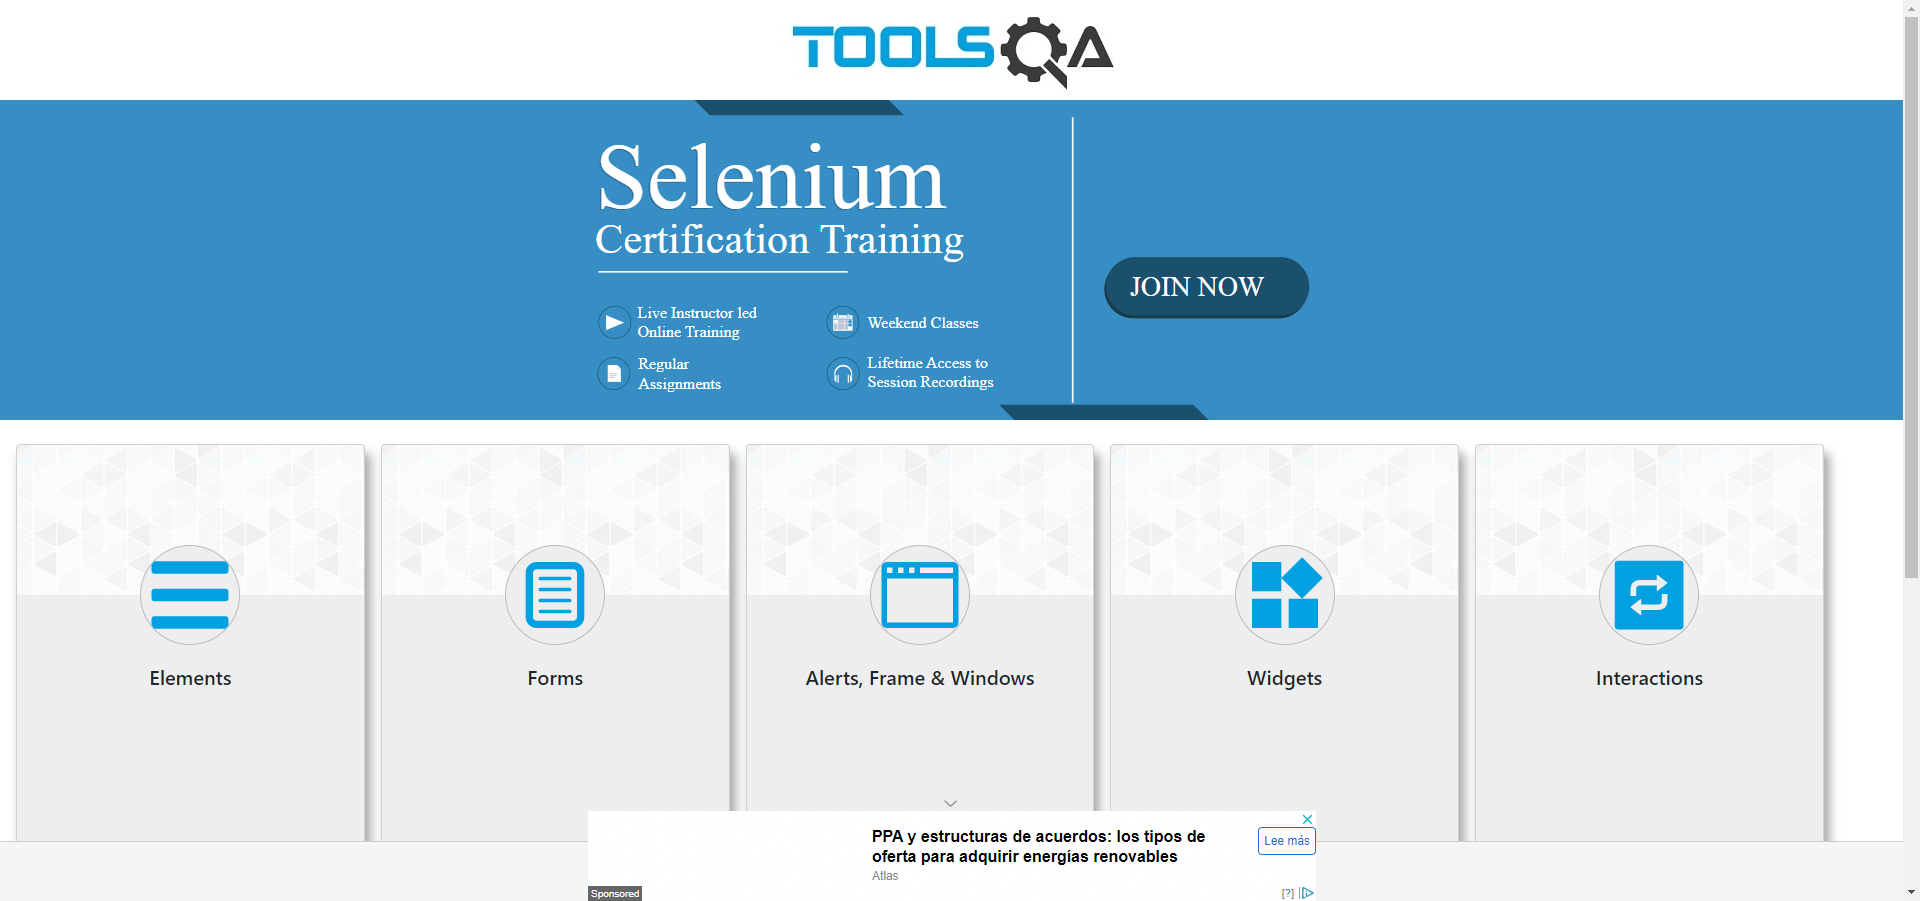 TOOLSQA
Selenium
Certification Training
Live Instructor led
Online Training
Weekend Classes
Regular
Assignments
Lifetime Access to
Session Recordings
JOIN NOW
Elements
Forms
Alerts, Frame & Windows
Widgets
Interactions
PPA y estructuras de acuerdos: los tipos de
oferta para adquirir energías renovables
Atlas
Lee más
Sponsored
[?]